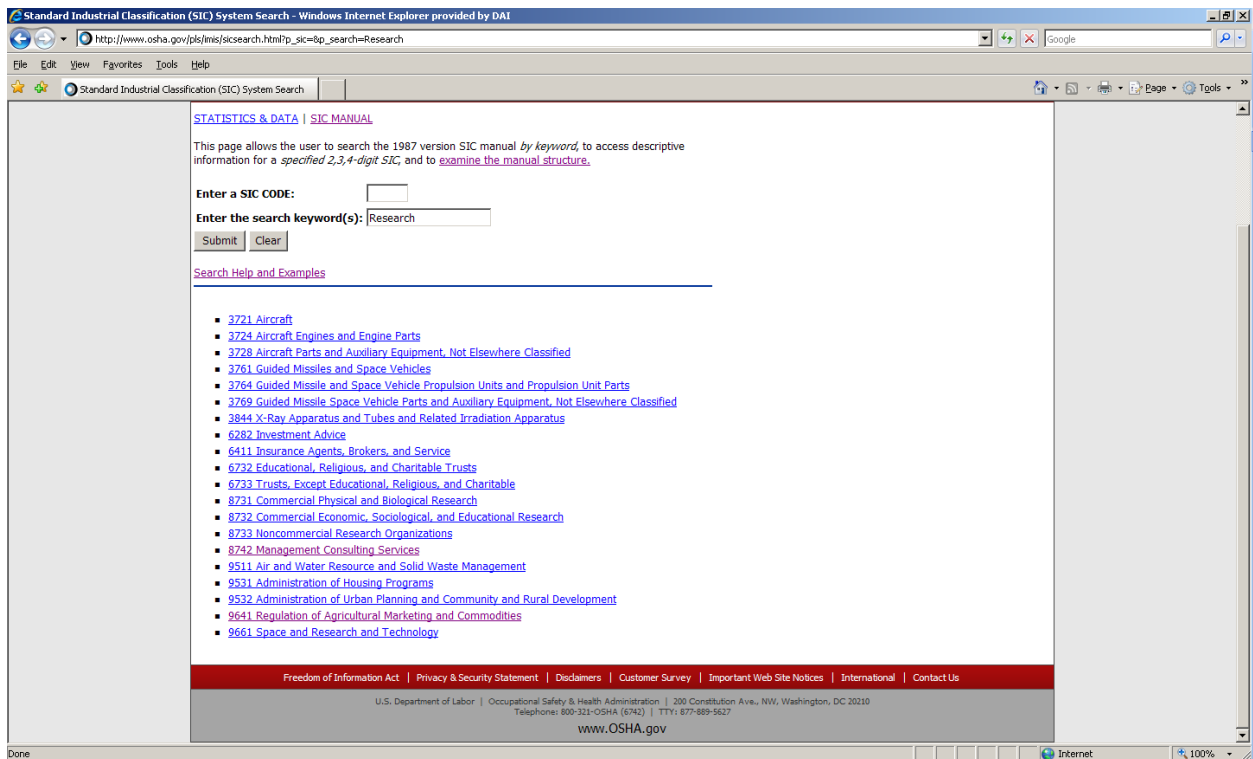 Standard Industrial Classification (SIC) System Search - Windows Internet Explorer provided by DAI
http://www.osha.gov/pls/imis/sicsearch.html?p_sic=&p_search=Research
Google
File Edit View Favorites Tools Help
Standard Industrial Classification (SIC) System Search
Page Tools »
STATISTICS & DATA | SIC MANUAL
This page allows the user to search the 1987 version SIC manual by keyword, to access descriptive
information for a specified 2,3,4-digit SIC, and to examine the manual structure.
Enter a SIC CODE:
Enter the search keyword(s): Research
Submit Clear
Search Help and Examples
3721 Aircraft
3724 Aircraft Engines and Engine Parts
3728 Aircraft Parts and Auxiliary Equipment, Not Elsewhere Classified
3761 Guided Missiles and Space Vehicles
3764 Guided Missile and Space Vehicle Propulsion Units and Propulsion Unit Parts
3769 Guided Missile Space Vehicle Parts and Auxiliary Equipment, Not Elsewhere Classified
3844 X-Ray Apparatus and Tubes and Related Irradiation Apparatus
6282 Investment Advice
6411 Insurance Agents, Brokers, and Service
6732 Educational, Religious, and Charitable Trusts
6733 Trusts, Except Educational, Religious, and Charitable
8731 Commercial Physical and Biological Research
8732 Commercial Economic, Sociological, and Educational Research
8733 Noncommercial Research Organizations
8742 Management Consulting Services
9511 Air and Water Resource and Solid Waste Management
9531 Administration of Housing Programs
9532 Administration of Urban Planning and Community and Rural Development
9641 Regulation of Agricultural Marketing and Commodities
9661 Space and Research and Technology
Freedom of Information Act | Privacy & Security Statement | Disclaimers | Customer Survey | Important Web Site Notices | International | Contact Us
U.S. Department of Labor | Occupational Safety & Health Administration | 200 Constitution Ave., NW, Washington, DC 20210
Telephone: 800-321-OSHA (6742) | TTY: 877-889-5627
www.OSHA.gov
Done Internet 100%